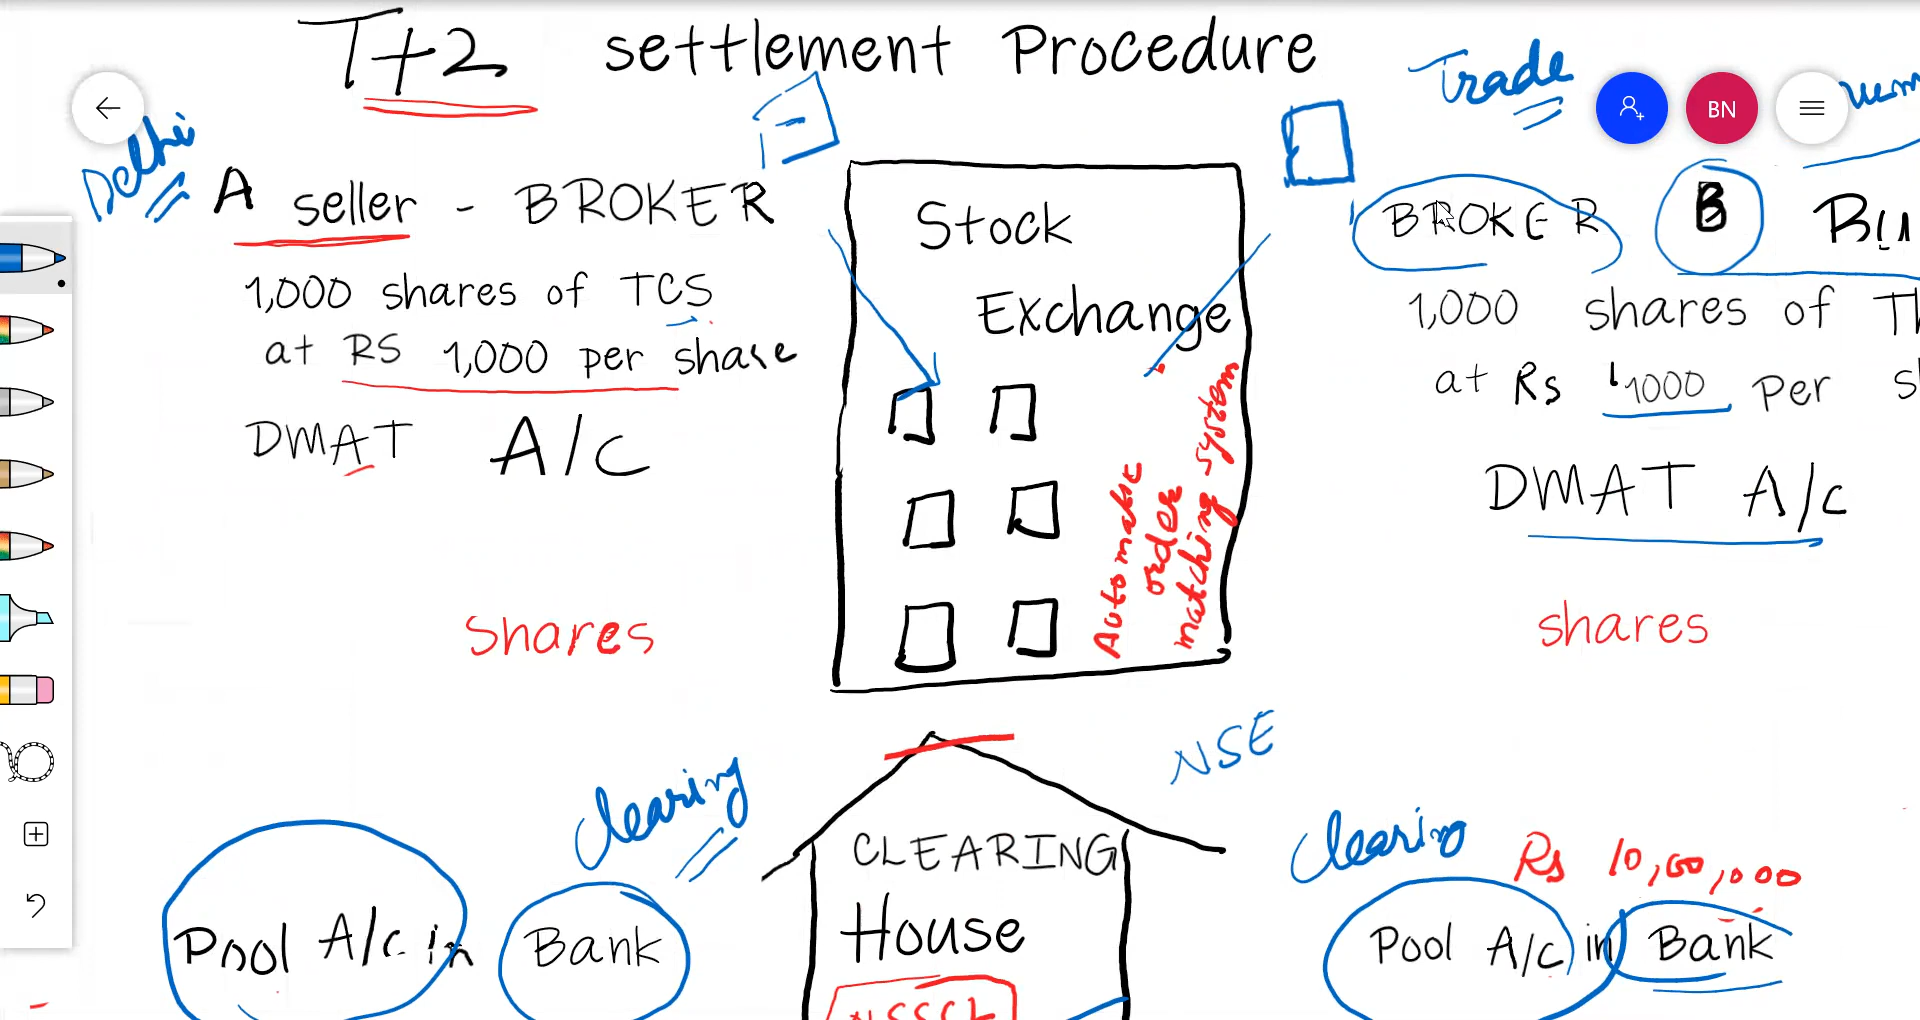 T+2 settlement Procedure
Trade
BN
Delhi
A seller - BROKER
1,000 shares of TCS
at RS 1,000 per share
DMAT A/c
Stock
Exchange
Automatic
order
matching system
BROKER B
1,000 shares of
at Rs 1000 per
DMAT A/c
Shares
shares
NSE
clearing
CLEARING
House
clearing
Rs 10,00,000
Pool A/c in Bank
Pool A/c in Bank